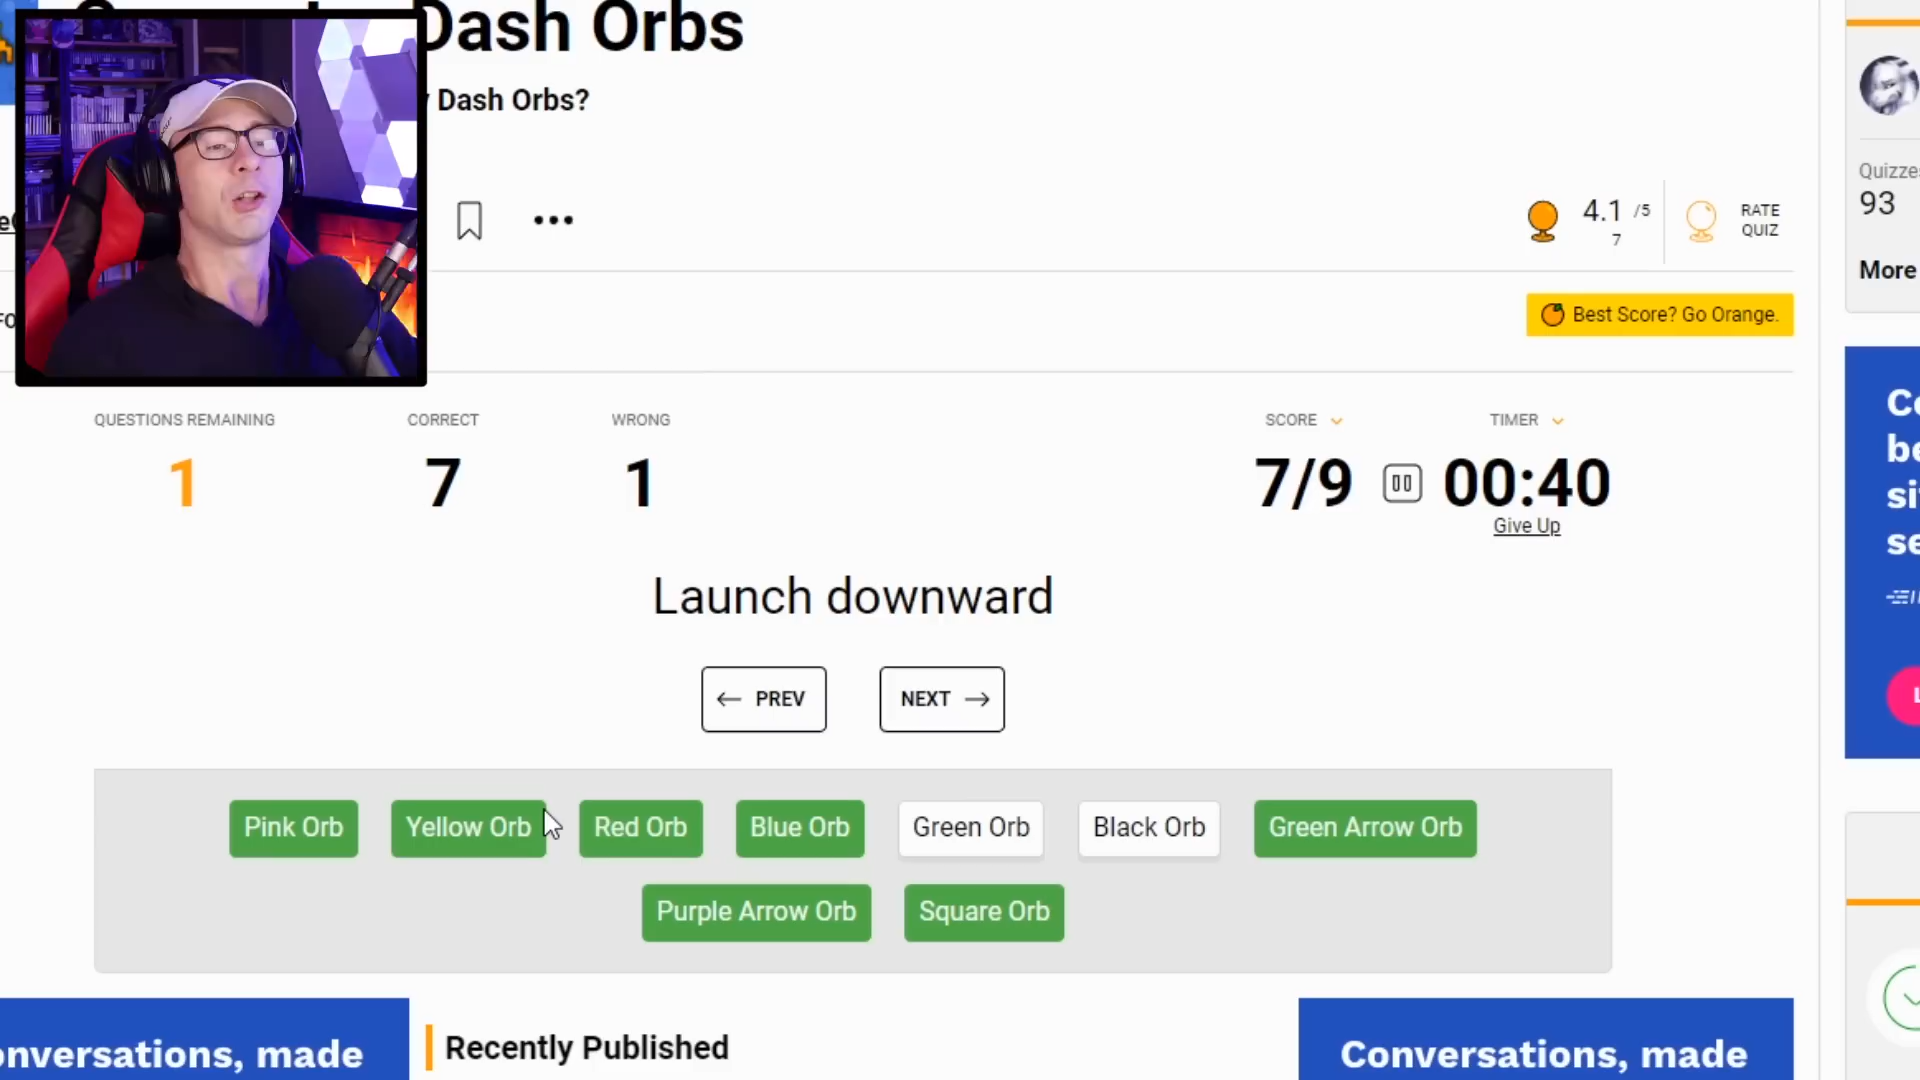 Dash Orbs
Dash Orbs?
4.1 /5
7
RATE
QUIZ
Quizze
93
More
Best Score? Go Orange.
QUESTIONS REMAINING
1
CORRECT
7
WRONG
1
SCORE
7/9
TIMER
00:40
Give Up
Launch downward
← PREV
NEXT →
Pink Orb
Yellow Orb
Red Orb
Blue Orb
Green Orb
Black Orb
Green Arrow Orb
Purple Arrow Orb
Square Orb
onversations, made
Recently Published
Conversations, made